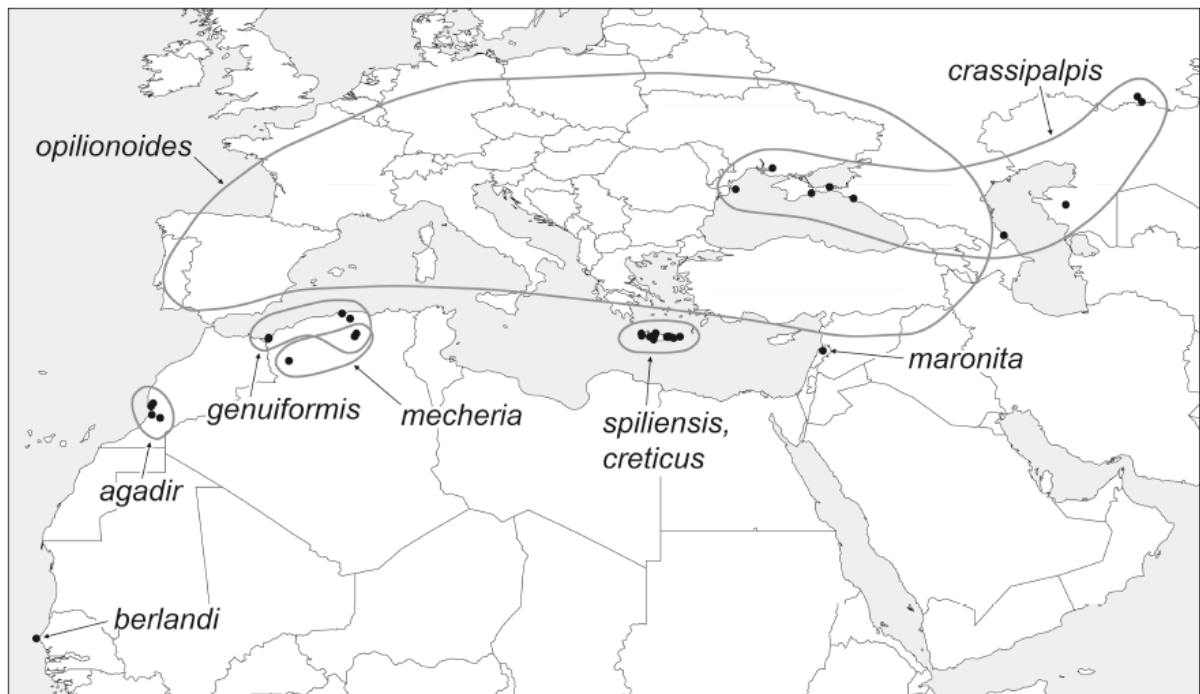 crassipalpis
opilionoides
maronita
genuiformis
mecheria
spiliensis,
creticus
agadir
berlandi